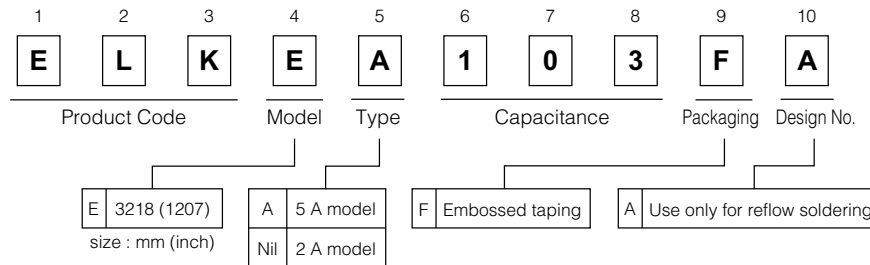 1 2 3 4 5 6 7 8 9 10
E L K E A 1 0 3 F A
Product Code Model Type Capacitance Packaging Design No.
E 3218 (1207) A 5 A model F Embossed taping A Use only for reflow soldering
size : mm (inch) Nil 2 A model